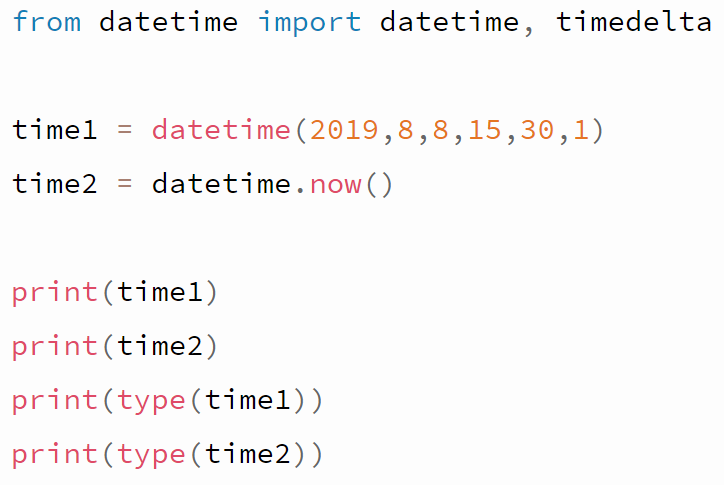 from datetime import datetime, timedelta
time1 = datetime(2019,8,8,15,30,1)
time2 = datetime.now()
print(time1)
print(time2)
print(type(time1))
print(type(time2))